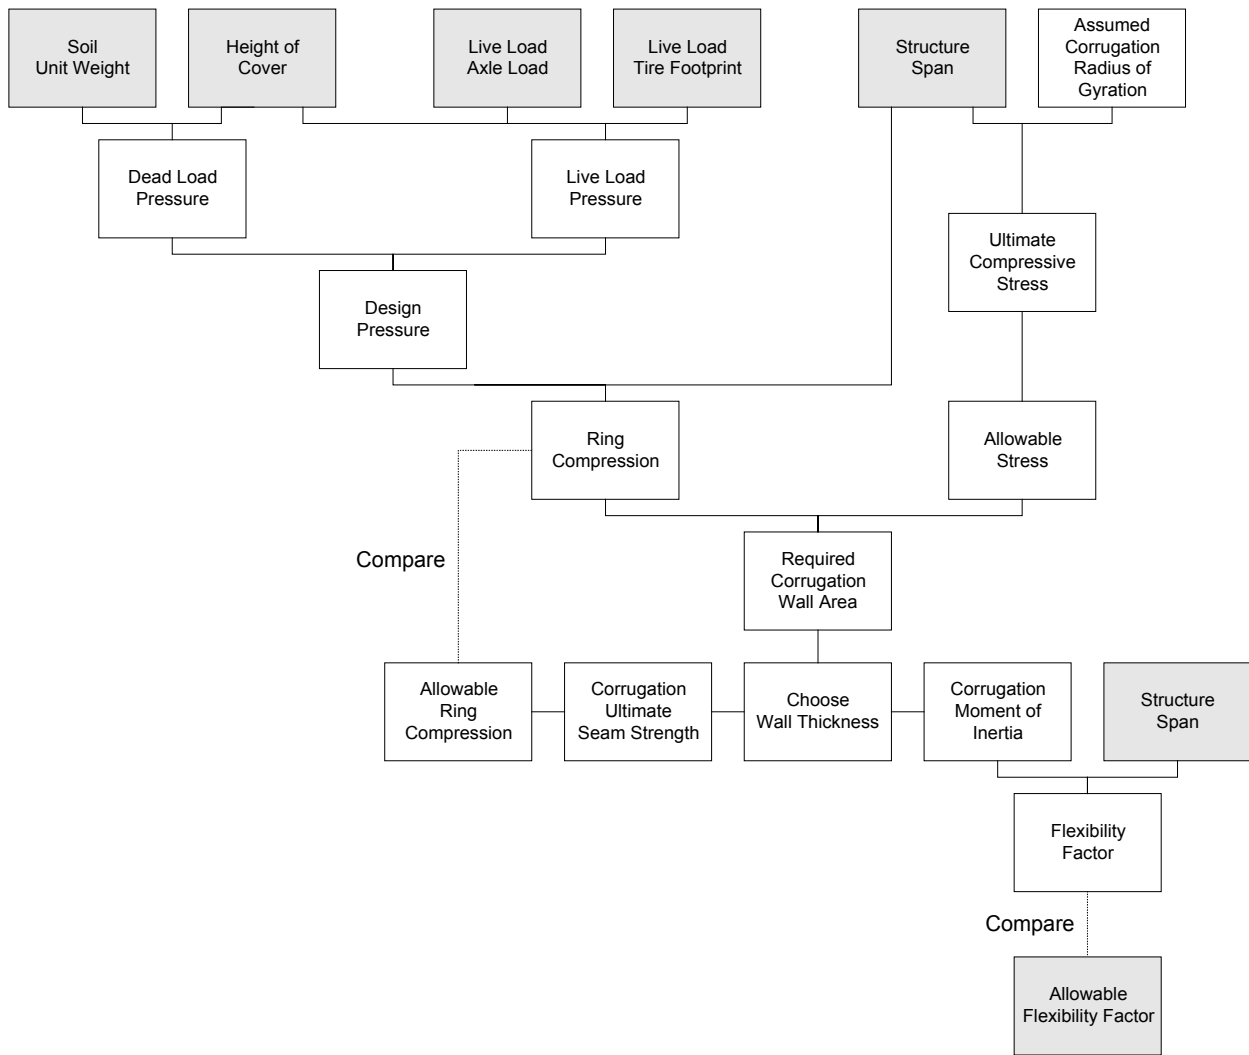 Soil
Unit Weight
Height of
Cover
Live Load
Axle Load
Live Load
Tire Footprint
Structure
Span
Assumed
Corrugation
Radius of
Gyration
Dead Load
Pressure
Live Load
Pressure
Ultimate
Compressive
Stress
Design
Pressure
Ring
Compression
Allowable
Stress
Compare
Required
Corrugation
Wall Area
Allowable
Ring
Compression
Corrugation
Ultimate
Seam Strength
Choose
Wall Thickness
Corrugation
Moment of
Inertia
Structure
Span
Flexibility
Factor
Compare
Allowable
Flexibility Factor